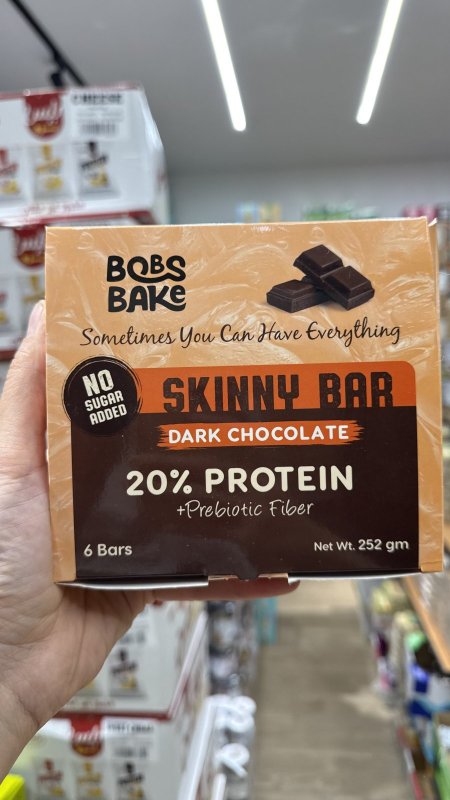 CHEESE
BOBS
BAKE
Sometimes You Can Have Everything
NO
SUGAR
ADDED
SKINNY BAR
DARK CHOCOLATE
20% PROTEIN
+Prebiotic Fiber
6 Bars
Net Wt. 252 gm